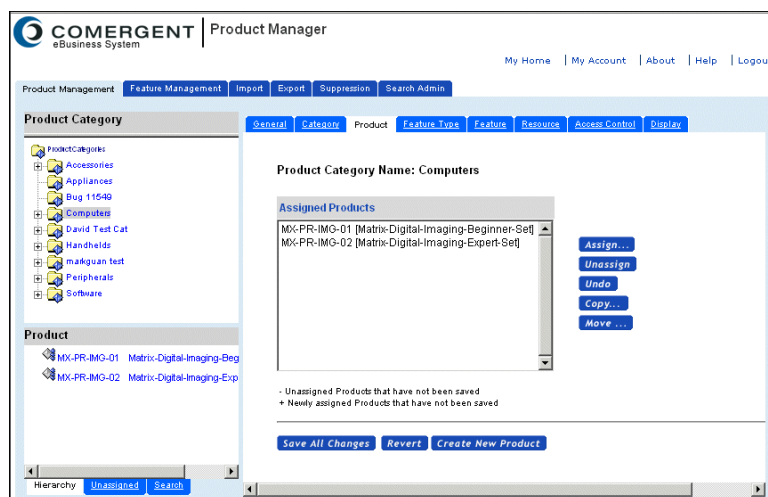 COMERGENT
eBusiness System
Product Manager
My Home | My Account | About | Help | Logou
Product Management Feature Management Import Export Suppression Search Admin
Product Category
ProductCategories
Accessories
Appliances
Bug 11549
Computers
David Test Cat
Handhelds
markguan test
Peripherals
Software
Product
MX-PR-IMG-01 Matrix-Digital-Imaging-Beg
MX-PR-IMG-02 Matrix-Digital-Imaging-Exp
Hierarchy Unassigned Search
General Category Product Feature Type Feature Resource Access Control Display
Product Category Name: Computers
Assigned Products
MX-PR-IMG-01 [Matrix-Digital-Imaging-Beginner-Set]
MX-PR-IMG-02 [Matrix-Digital-Imaging-Expert-Set]
Assign...
Unassign
Undo
Copy...
Move ...
- Unassigned Products that have not been saved
+ Newly assigned Products that have not been saved
Save All Changes Revert Create New Product